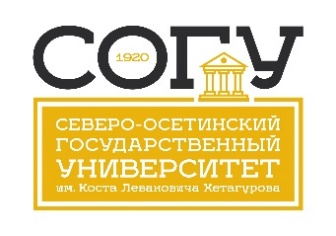 СОГУ
1920
СЕВЕРО-ОСЕТИНСКИЙ
ГОСУДАРСТВЕННЫЙ
УНИВЕРСИТЕТ
им. Коста Левановича Хетагурова